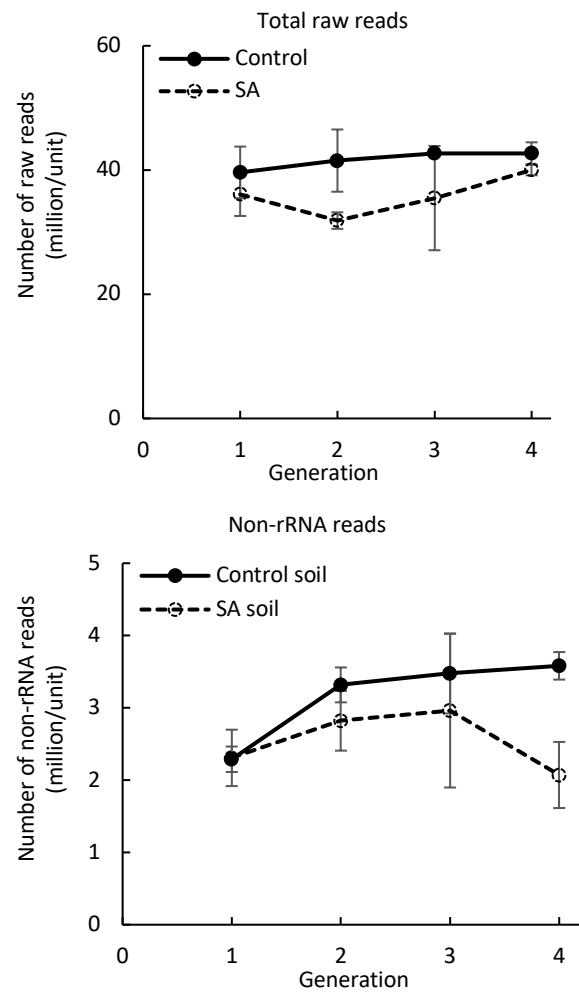 Total raw reads
Number of raw reads
(million/unit)
60
40
20
0
Control
SA
0 1 2 3 4
Generation
Non-rRNA reads
Number of non-rRNA reads
(million/unit)
5
4
3
2
1
0
Control soil
SA soil
0 1 2 3 4
Generation